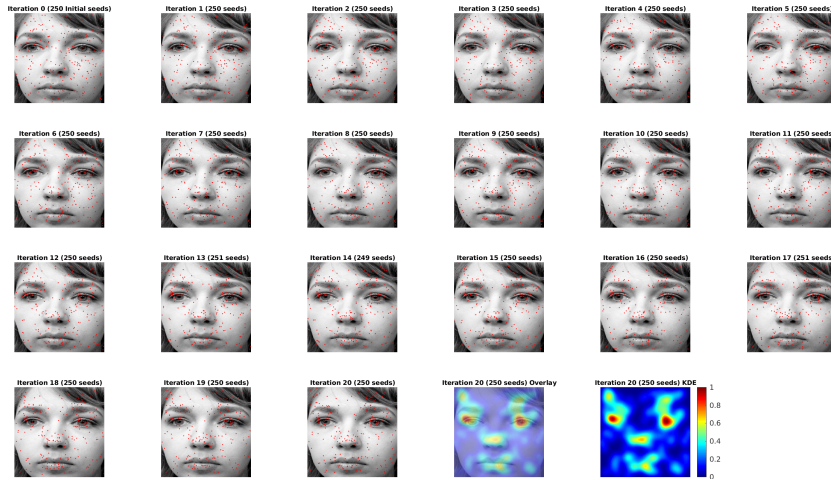 Iteration 0 (250 Initial seeds)
Iteration 1 (250 seeds)
Iteration 2 (250 seeds)
Iteration 3 (250 seeds)
Iteration 4 (250 seeds)
Iteration 5 (250 seeds)
Iteration 6 (250 seeds)
Iteration 7 (250 seeds)
Iteration 8 (250 seeds)
Iteration 9 (250 seeds)
Iteration 10 (250 seeds)
Iteration 11 (250 seeds
Iteration 12 (250 seeds)
Iteration 13 (251 seeds)
Iteration 14 (249 seeds)
Iteration 15 (250 seeds)
Iteration 16 (250 seeds)
Iteration 17 (251 seeds
Iteration 18 (250 seeds)
Iteration 19 (250 seeds)
Iteration 20 (250 seeds)
Iteration 20 (250 seeds) Overlay
Iteration 20 (250 seeds) KDE
1
0.8
0.6
0.4
0.2
0